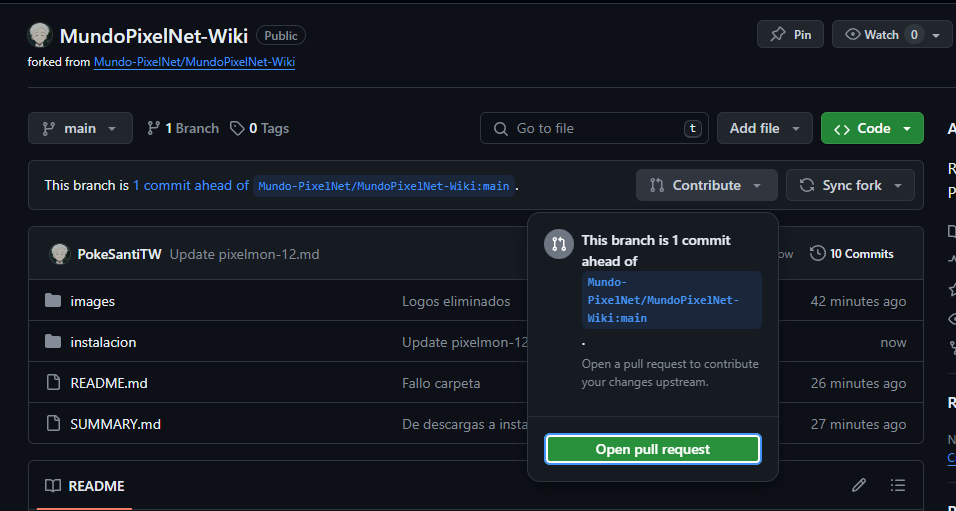 MundoPixelNet-Wiki Public
Pin
Watch 0
forked from Mundo-PixelNet/MundoPixelNet-Wiki
main
1 Branch
0 Tags
Go to file
t
Add file
Code
This branch is 1 commit ahead of Mundo-PixelNet/MundoPixelNet-Wiki:main .
Contribute
Sync fork
This branch is 1 commit
ahead of
Mundo-
PixelNet/MundoPixelNet-
Wiki:main
.
Open a pull request to contribute
your changes upstream.
Open pull request
PokeSantiTW Update pixelmon-12.md
10 Commits
images Logos eliminados 42 minutes ago
instalacion Update pixelmon-12 now
README.md Fallo carpeta 26 minutes ago
SUMMARY.md De descargas a insta 27 minutes ago
README